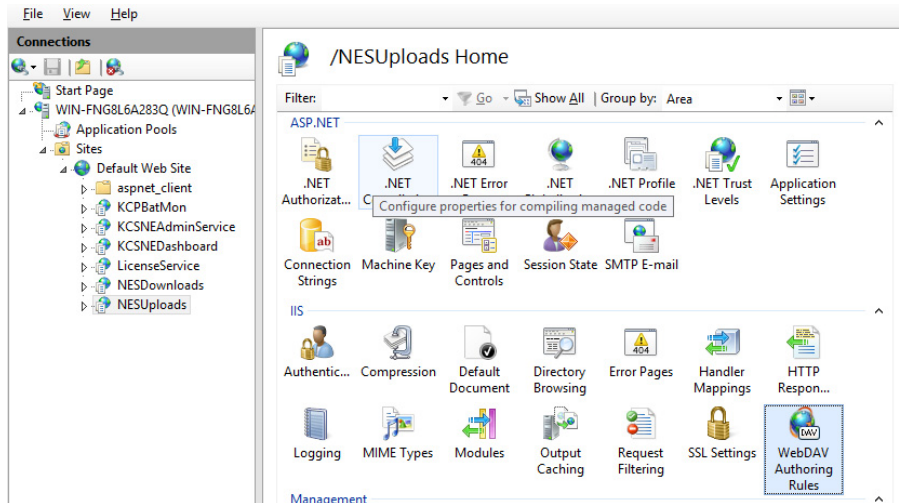 File View Help
Connections
Start Page
WIN-FNG8L6A283Q (WIN-FNG8L6A
Application Pools
Sites
Default Web Site
aspnet_client
KCPBatMon
KCSNEAdminService
KCSNEDashboard
LicenseService
NESDownloads
NESUploads
/NESUploads Home
Filter: Go Show All Group by: Area
ASP.NET
404
.NET .NET .NET Error .NET .NET Profile .NET Trust Application
Authorizat... Levels Settings
Configure properties for compiling managed code
ab
Connection Machine Key Pages and Session State SMTP E-mail
Strings Controls
IIS
404
Authentic... Compression Default Directory Error Pages Handler HTTP
Document Browsing Mappings Respon...
DAV
Logging MIME Types Modules Output Request SSL Settings WebDAV
Caching Filtering Authoring
Rules
Management